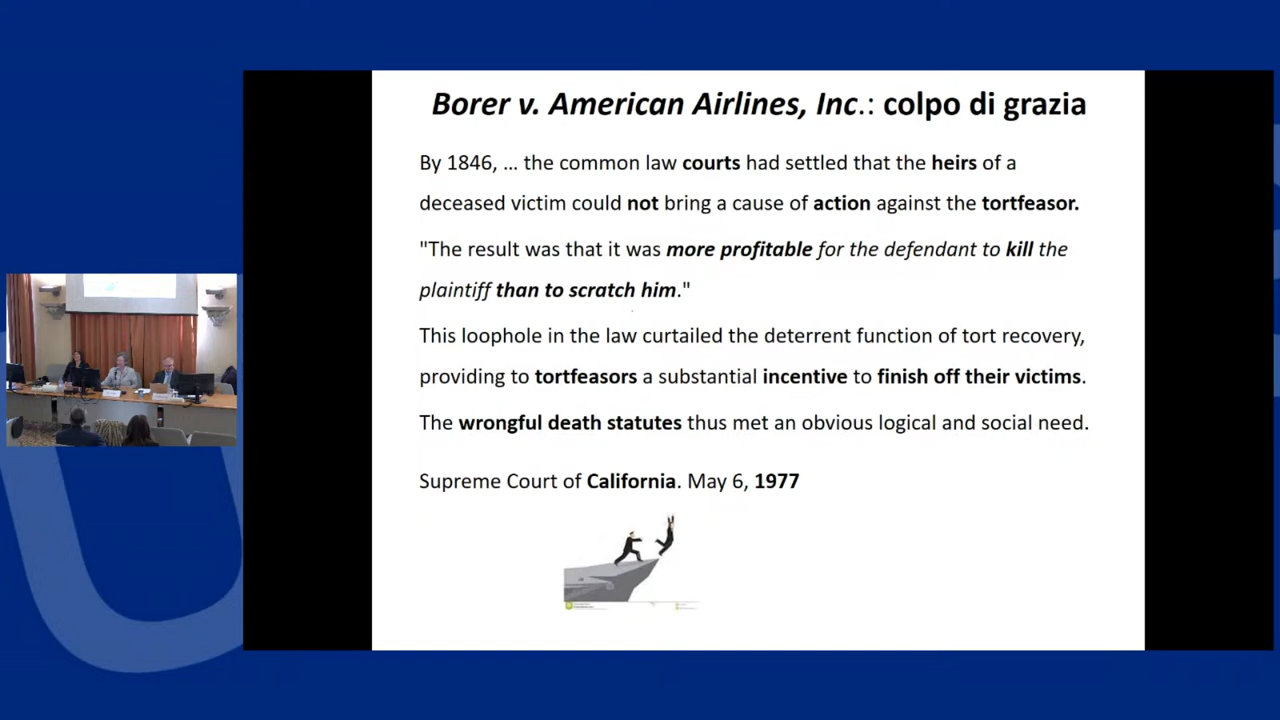 Borer v. American Airlines, Inc.: colpo di grazia
By 1846, … the common law courts had settled that the heirs of a
deceased victim could not bring a cause of action against the tortfeasor.
"The result was that it was more profitable for the defendant to kill the
plaintiff than to scratch him."
This loophole in the law curtailed the deterrent function of tort recovery,
providing to tortfeasors a substantial incentive to finish off their victims.
The wrongful death statutes thus met an obvious logical and social need.
Supreme Court of California. May 6, 1977